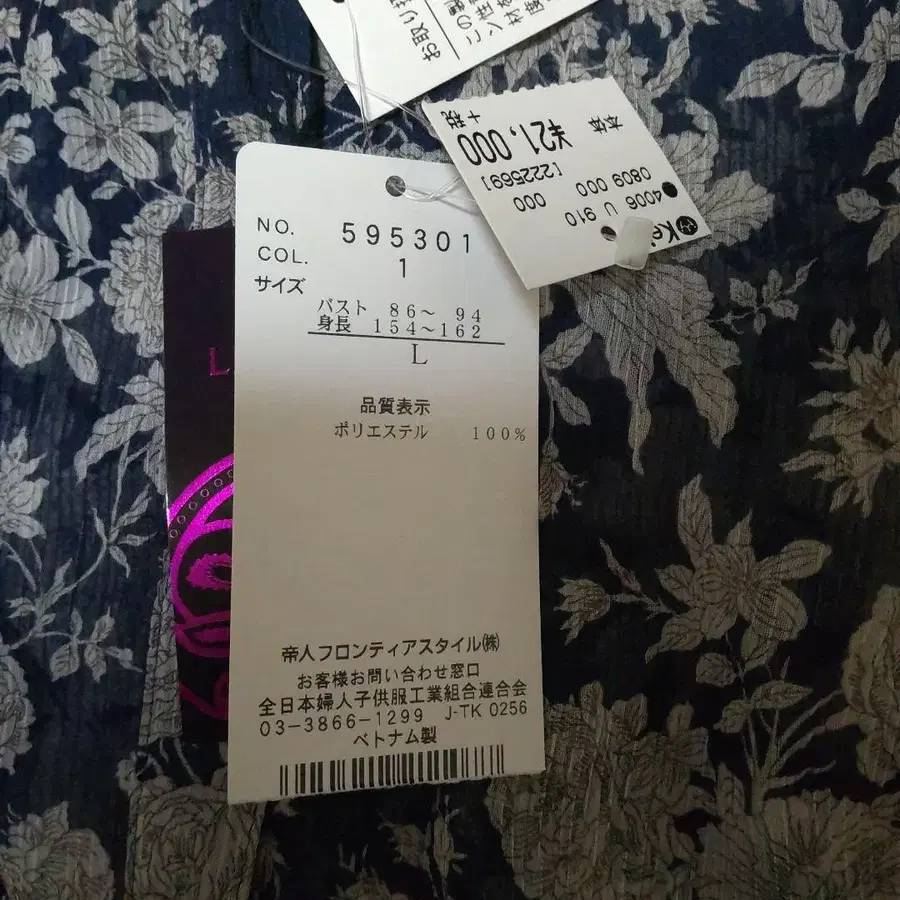 お取り扱
NO. 595301
COL. 1
サイズ
バスト 86〜 94
身長 154〜162
L
品質表示
ポリエステル 100%
帝人フロンティアスタイル㈱
お客様お問い合わせ窓口
全日本婦人子供服工業組合連合会
03-3866-1299 J-TK 0256
ベトナム製
4006 U 910
0809 000 000
[222569]
本体
¥21,000
+税
L